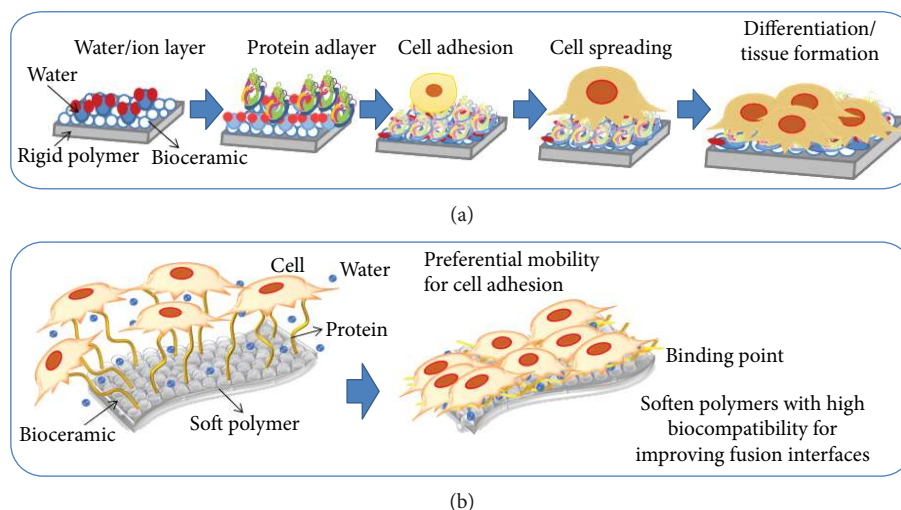 Water/ion layer
Water
Rigid polymer
Bioceramic
Protein adlayer
Cell adhesion
Cell spreading
Differentiation/
tissue formation
(a)
Cell
Water
Protein
Bioceramic
Soft polymer
Preferential mobility
for cell adhesion
Binding point
Soften polymers with high
biocompatibility for
improving fusion interfaces
(b)